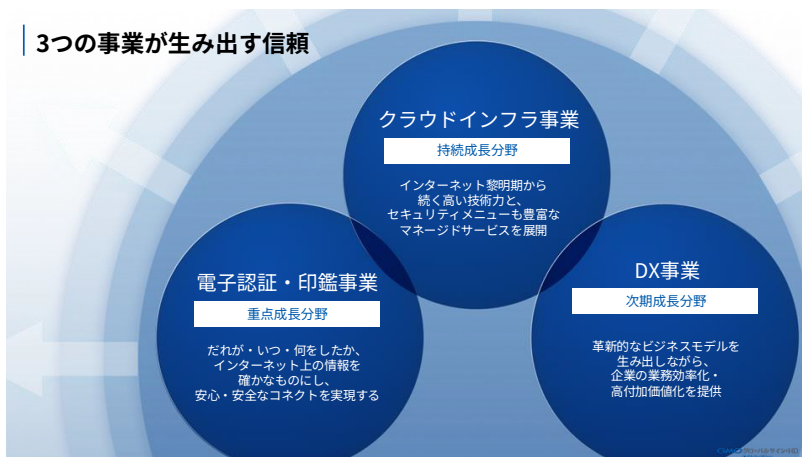 3つの事業が生み出す信頼
クラウドインフラ事業
持続成長分野
インターネット黎明期から
続く高い技術力と、
セキュリティメニューも豊富な
マネージドサービスを展開
電子認証・印鑑事業
重点成長分野
だれが・いつ・何をしたか、
インターネット上の情報を
確かなものにし、
安心・安全なコネクトを実現する
DX事業
次期成長分野
革新的なビジネスモデルを
生み出しながら、
企業の業務効率化・
高付加価値化を提供